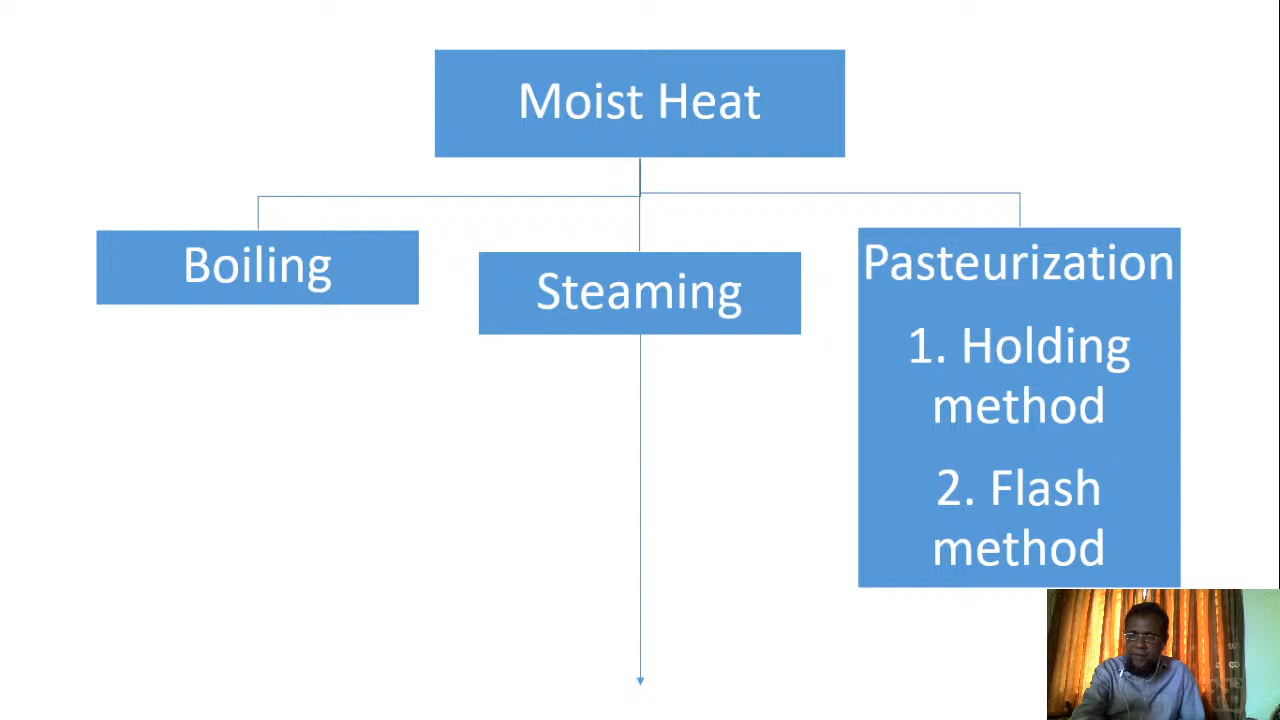 Moist Heat
Boiling
Steaming
Pasteurization
1. Holding
method
2. Flash
method